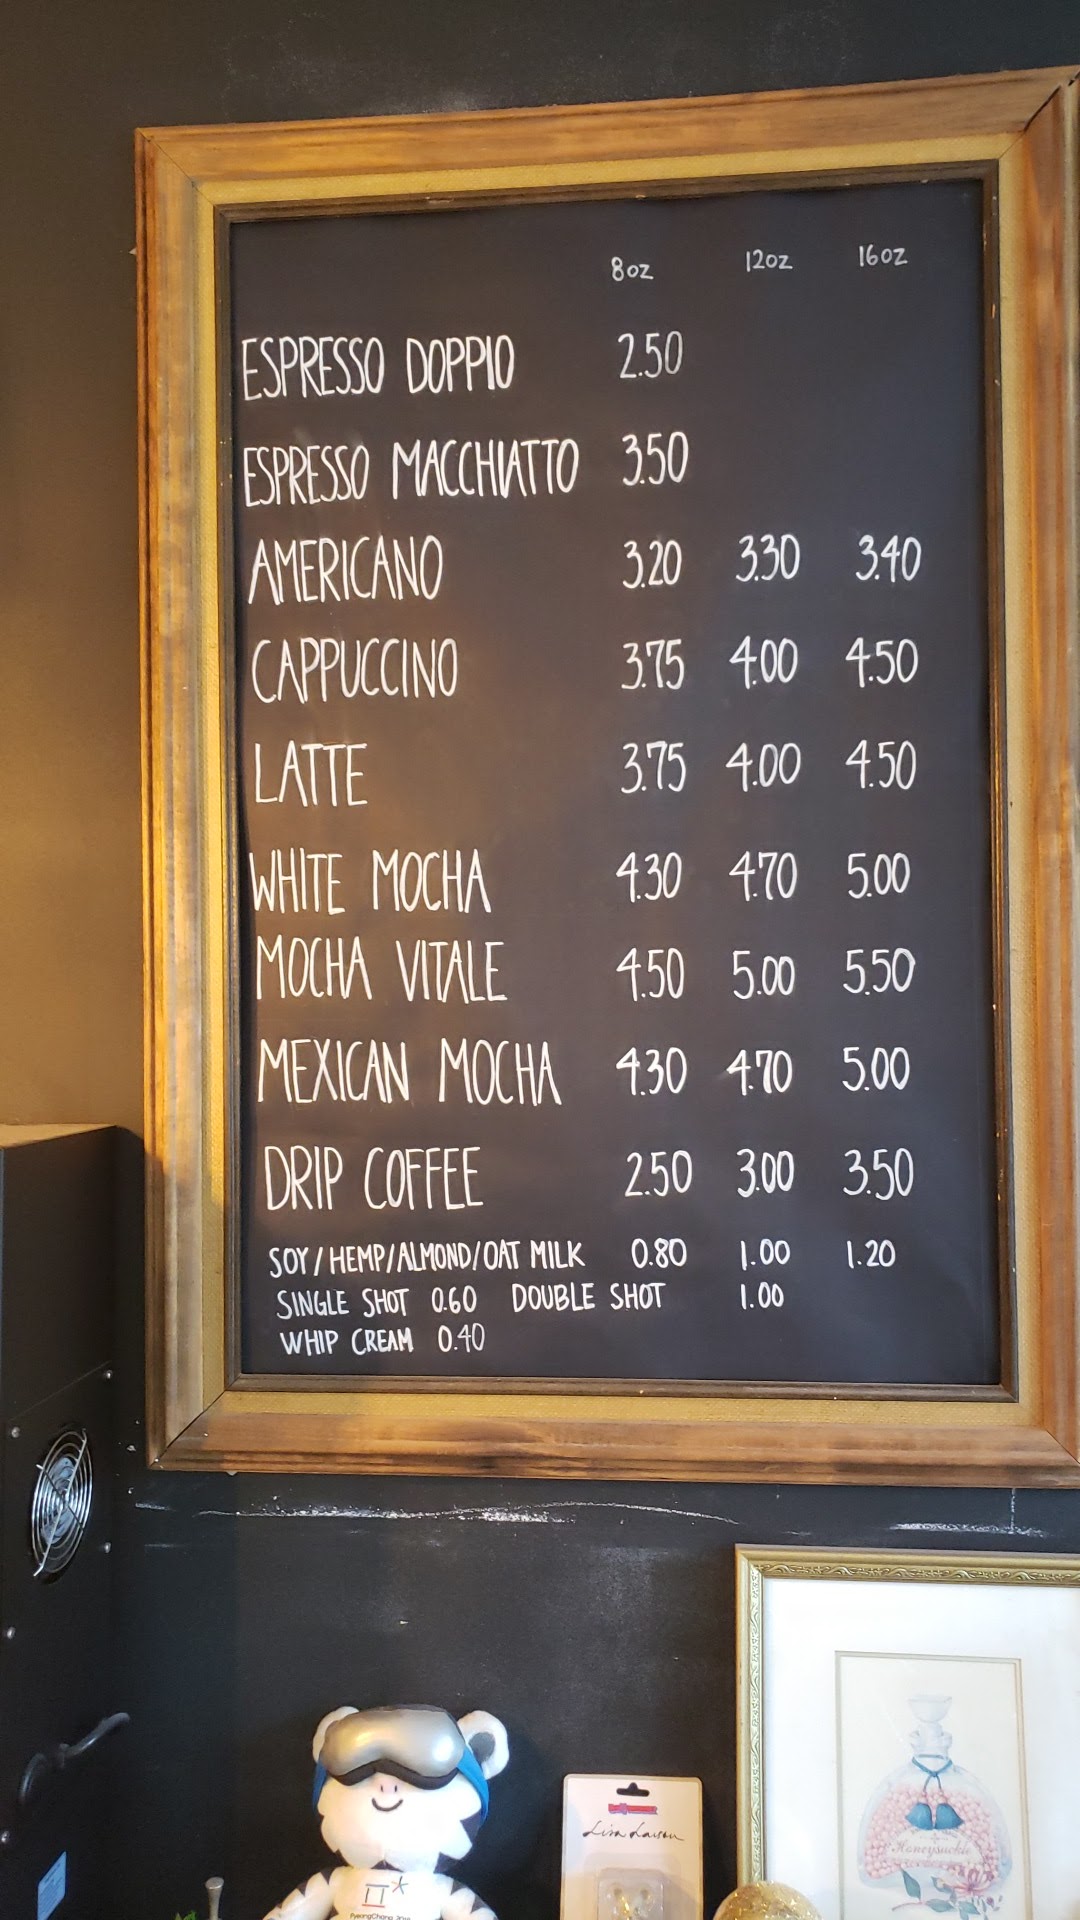 8oz 12oz 16oz
ESPRESSO DOPPIO 2.50
ESPRESSO MACCHIATTO 3.50
AMERICANO 3.20 3.30 3.40
CAPPUCCINO 3.75 4.00 4.50
LATTE 3.75 4.00 4.50
WHITE MOCHA 4.30 4.70 5.00
MOCHA VITALE 4.50 5.00 5.50
MEXICAN MOCHA 4.30 4.70 5.00
DRIP COFFEE 2.50 3.00 3.50
SOY/HEMP/ALMOND/OAT MILK 0.80 1.00 1.20
SINGLE SHOT 0.60 DOUBLE SHOT 1.00
WHIP CREAM 0.40
Lisa Larson
Honeysuckle
PyeongChang